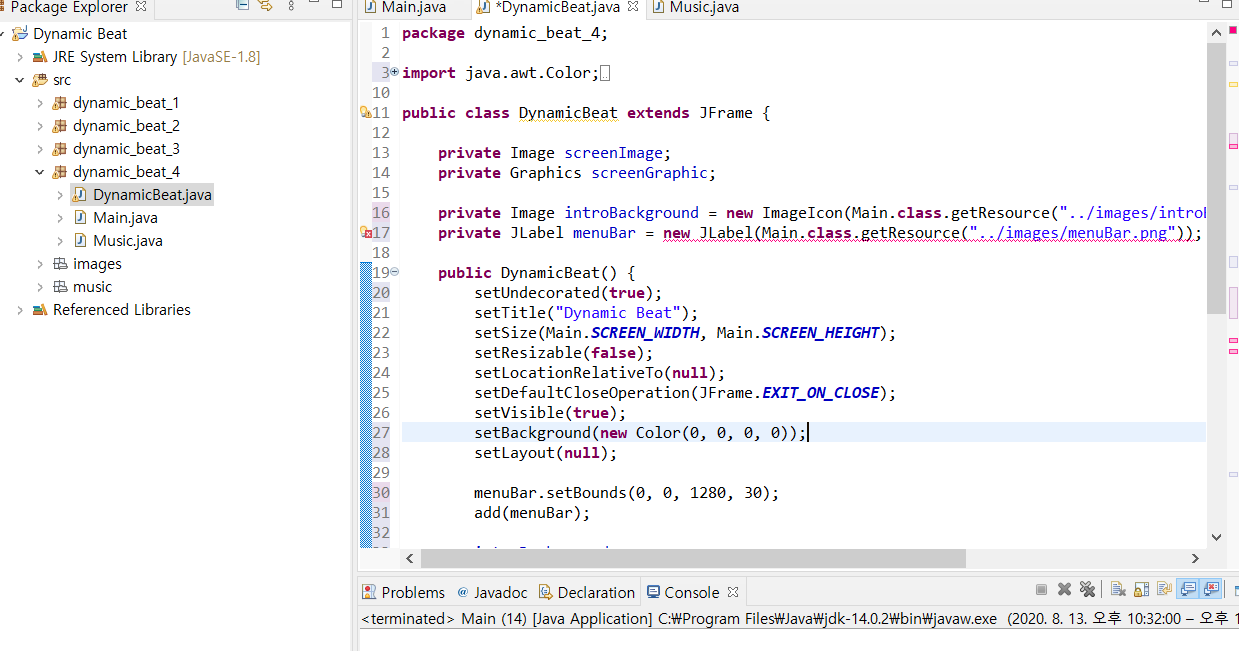 Package Explorer
Dynamic Beat
JRE System Library [JavaSE-1.8]
src
dynamic_beat_1
dynamic_beat_2
dynamic_beat_3
dynamic_beat_4
DynamicBeat.java
Main.java
Music.java
images
music
Referenced Libraries
Main.java *DynamicBeat.java Music.java
1 package dynamic_beat_4;
2
3 import java.awt.Color;
10
11 public class DynamicBeat extends JFrame {
12
13 private Image screenImage;
14 private Graphics screenGraphic;
15
16 private Image introBackground = new ImageIcon(Main.class.getResource("../images/introB
17 private JLabel menuBar = new JLabel(Main.class.getResource("../images/menuBar.png"));
18
19 public DynamicBeat() {
20 setUndecorated(true);
21 setTitle("Dynamic Beat");
22 setSize(Main.SCREEN_WIDTH, Main.SCREEN_HEIGHT);
23 setResizable(false);
24 setLocationRelativeTo(null);
25 setDefaultCloseOperation(JFrame.EXIT_ON_CLOSE);
26 setVisible(true);
27 setBackground(new Color(0, 0, 0, 0));
28 setLayout(null);
29
30 menuBar.setBounds(0, 0, 1280, 30);
31 add(menuBar);
32
Problems @ Javadoc Declaration Console
<terminated> Main (14) [Java Application] C:₩Program Files₩Java₩jdk-14.0.2₩bin₩javaw.exe (2020. 8. 13. 오후 10:32:00 – 오후 1